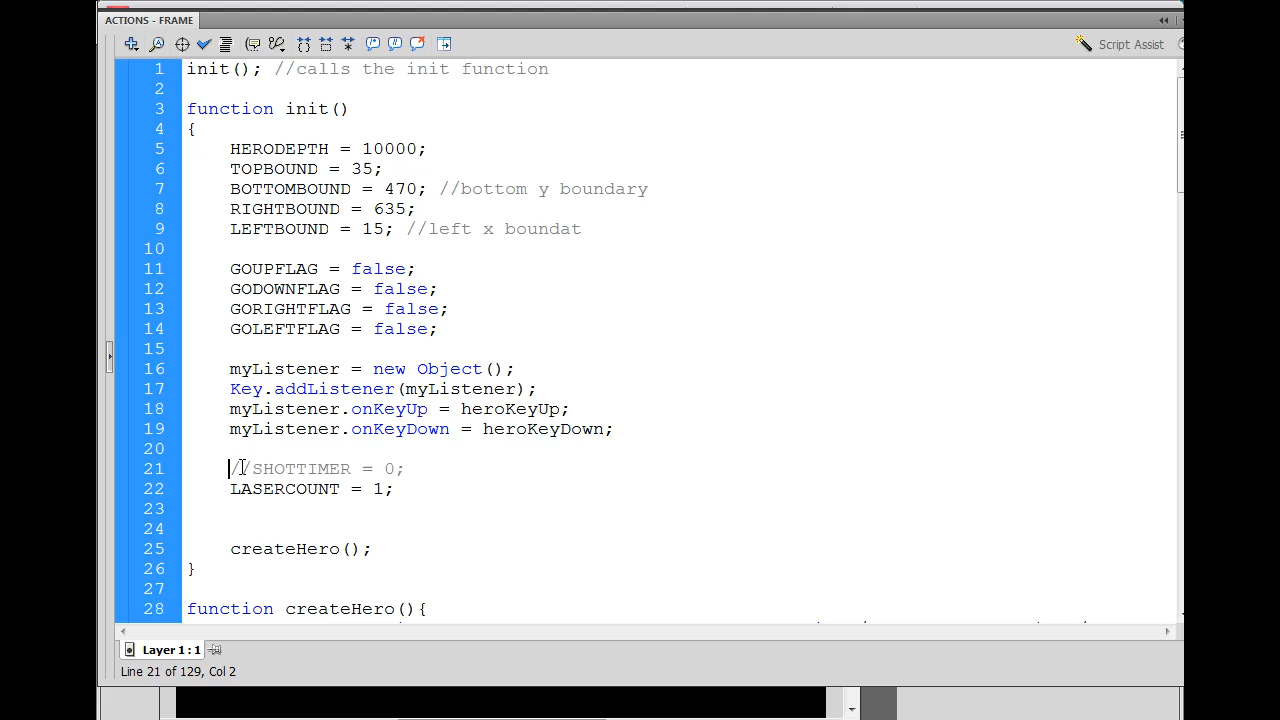 ACTIONS - FRAME
Script Assist
1 init(); //calls the init function
2
3 function init()
4 {
5 HERODEPTH = 10000;
6 TOPBOUND = 35;
7 BOTTOMBOUND = 470; //bottom y boundary
8 RIGHTBOUND = 635;
9 LEFTBOUND = 15; //left x boundat
10
11 GOUPFLAG = false;
12 GODOWNFLAG = false;
13 GORIGHTFLAG = false;
14 GOLEFTFLAG = false;
15
16 myListener = new Object();
17 Key.addListener(myListener);
18 myListener.onKeyUp = heroKeyUp;
19 myListener.onKeyDown = heroKeyDown;
20
21 //SHOTTIMER = 0;
22 LASERCOUNT = 1;
23
24
25 createHero();
26 }
27
28 function createHero(){
Layer 1 : 1
Line 21 of 129, Col 2